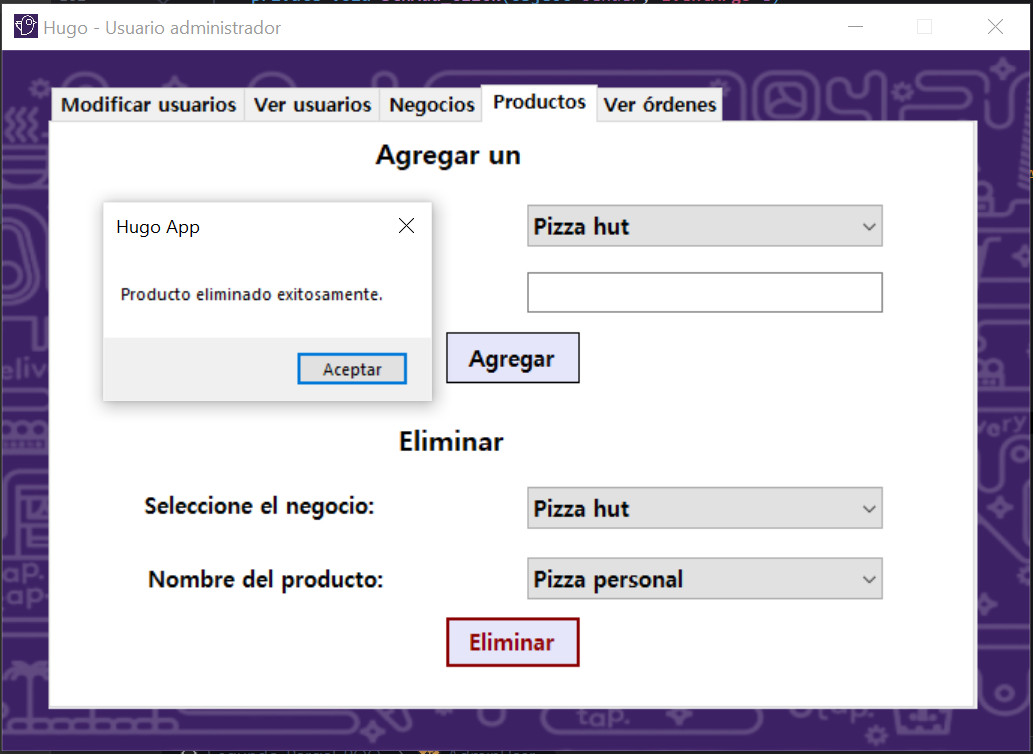 Hugo - Usuario administrador
Modificar usuarios
Ver usuarios
Negocios
Productos
Ver órdenes
Agregar un
Hugo App
Producto eliminado exitosamente.
Aceptar
Pizza hut
Agregar
Eliminar
Seleccione el negocio:
Pizza hut
Nombre del producto:
Pizza personal
Eliminar
tap.